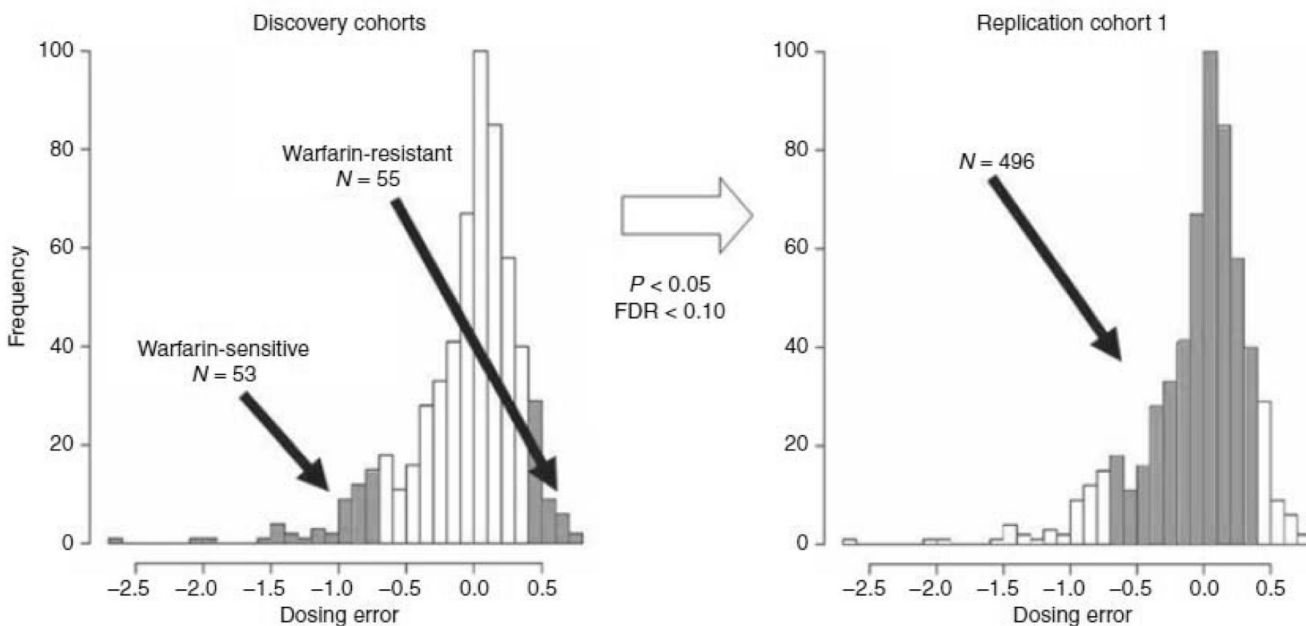 Discovery cohorts
Frequency
100
80
60
40
20
0
Warfarin-resistant
N = 55
Warfarin-sensitive
N = 53
−2.5 −2.0 −1.5 −1.0 −0.5 0.0 0.5
Dosing error
P < 0.05
FDR < 0.10
Replication cohort 1
100
80
60
40
20
0
N = 496
−2.5 −2.0 −1.5 −1.0 −0.5 0.0 0.5
Dosing error